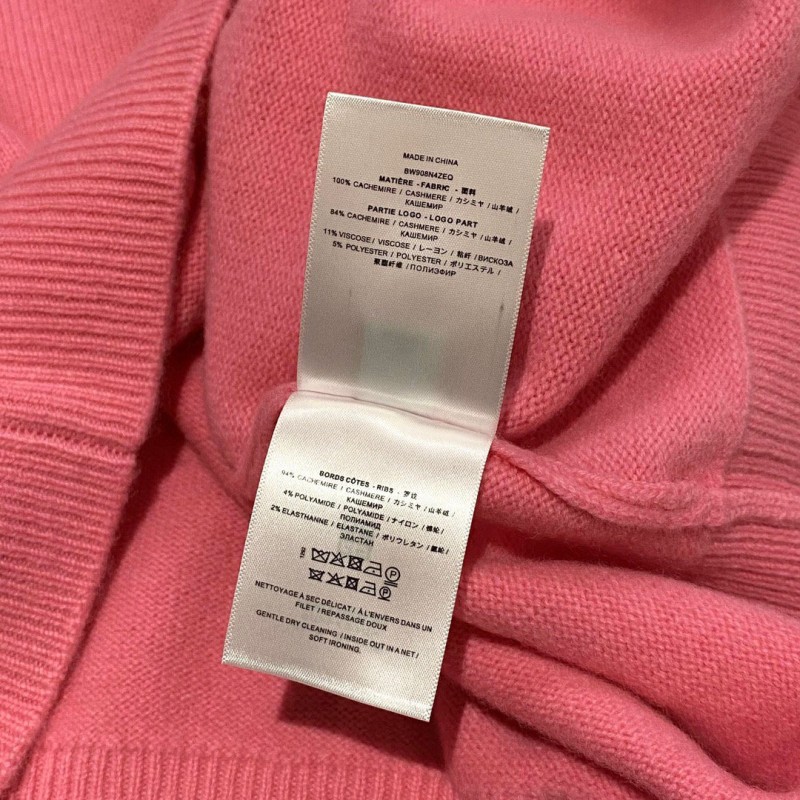 MADE IN CHINA
BW908N4ZEQ
MATIÈRE - FABRIC - 面料
100% CACHEMIRE / CASHMERE / カシミヤ / 山羊绒 /
КАШЕМИР
PARTIE LOGO - LOGO PART
84% CACHEMIRE / CASHMERE / カシミヤ / 山羊绒 /
КАШЕМИР
11% VISCOSE / VISCOSE / レーヨン / 粘纤 / ВИСКОЗА
5% POLYESTER / POLYESTER / ポリエステル /
聚酯纤维 / ПОЛИЭФИР
BORDS CÔTES - RIBS - 罗纹
94% CACHEMIRE / CASHMERE / カシミヤ / 山羊绒 /
КАШЕМИР
4% POLYAMIDE / POLYAMIDE / ナイロン / 锦纶 /
ПОЛИАМИД
2% ELASTHANNE / ELASTANE / ポリウレタン / 氨纶 /
ЭЛАСТАН
P
P
NETTOYAGE À SEC DÉLICAT / À L'ENVERS DANS UN
FILET / REPASSAGE DOUX
GENTLE DRY CLEANING / INSIDE OUT IN A NET /
SOFT IRONING.